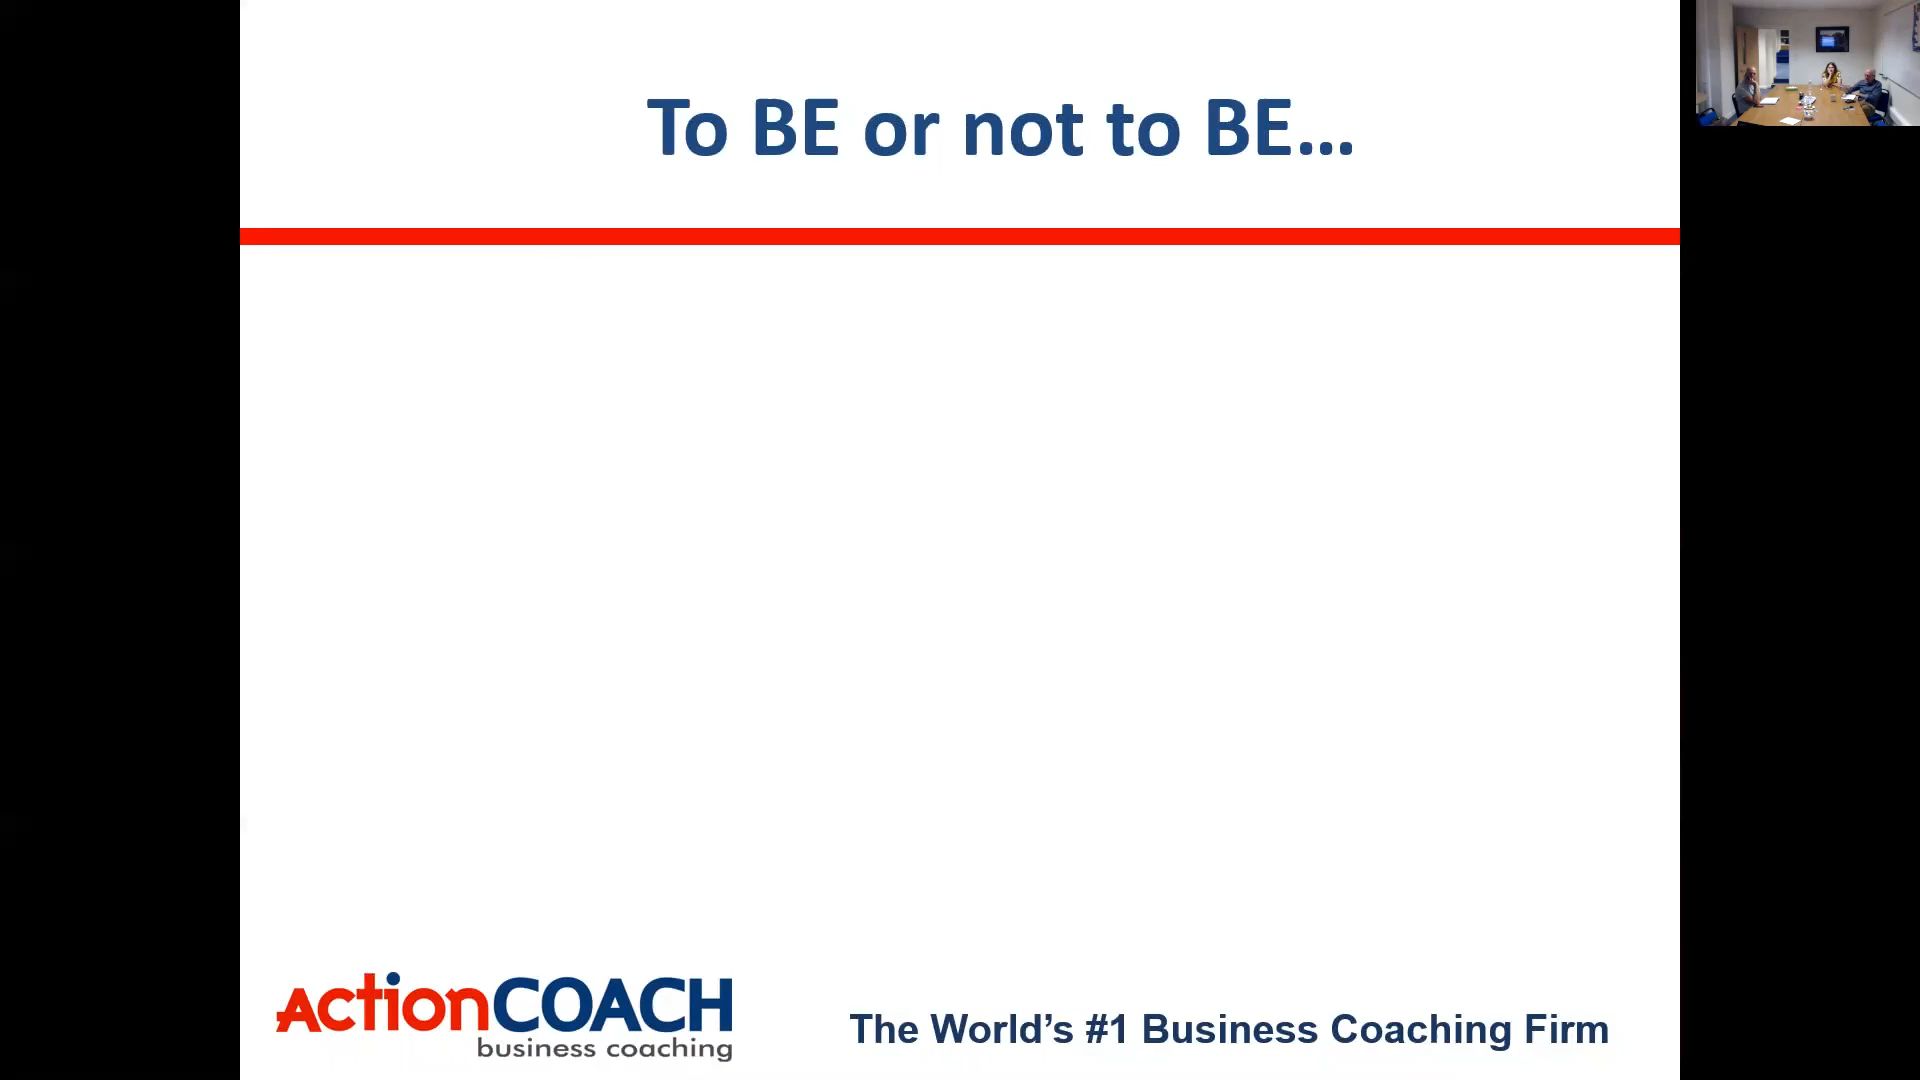 To BE or not to BE...
ActionCOACH
business coaching
The World’s #1 Business Coaching Firm